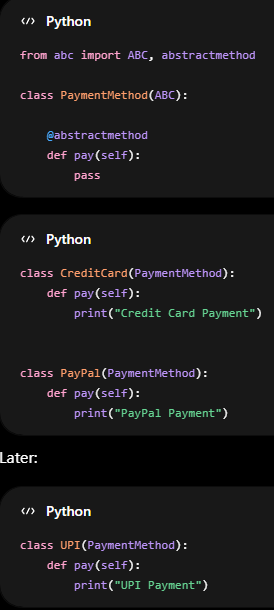 </> Python
from abc import ABC, abstractmethod
class PaymentMethod(ABC):
    @abstractmethod
    def pay(self):
        pass
</> Python
class CreditCard(PaymentMethod):
    def pay(self):
        print("Credit Card Payment")
class PayPal(PaymentMethod):
    def pay(self):
        print("PayPal Payment")
Later:
</> Python
class UPI(PaymentMethod):
    def pay(self):
        print("UPI Payment")